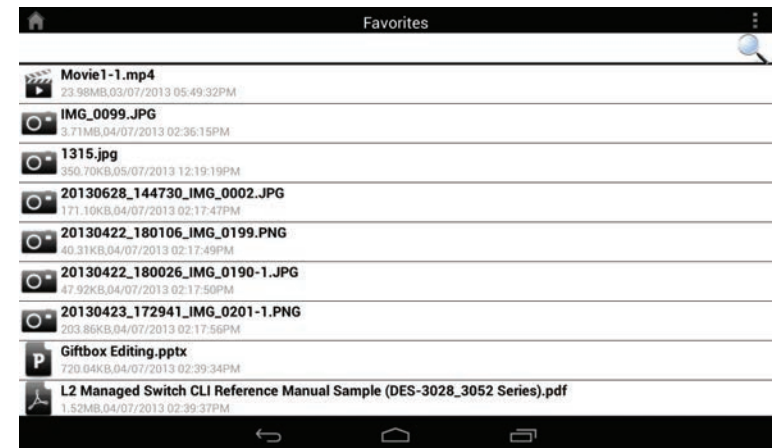 Favorites
Movie1-1.mp4
23.98MB,03/07/2013 05:49:32PM
IMG_0099.JPG
3.71MB,04/07/2013 02:36:15PM
1315.jpg
350.70KB,05/07/2013 12:19:19PM
20130628_144730_IMG_0002.JPG
171.10KB,04/07/2013 02:17:47PM
20130422_180106_IMG_0199.PNG
40.31KB,04/07/2013 02:17:49PM
20130422_180026_IMG_0190-1.JPG
47.92KB,04/07/2013 02:17:50PM
20130423_172941_IMG_0201-1.PNG
203.86KB,04/07/2013 02:17:56PM
P
Giftbox Editing.pptx
720.04KB,04/07/2013 02:39:34PM
L2 Managed Switch CLI Reference Manual Sample (DES-3028_3052 Series).pdf
1.52MB,04/07/2013 02:39:37PM